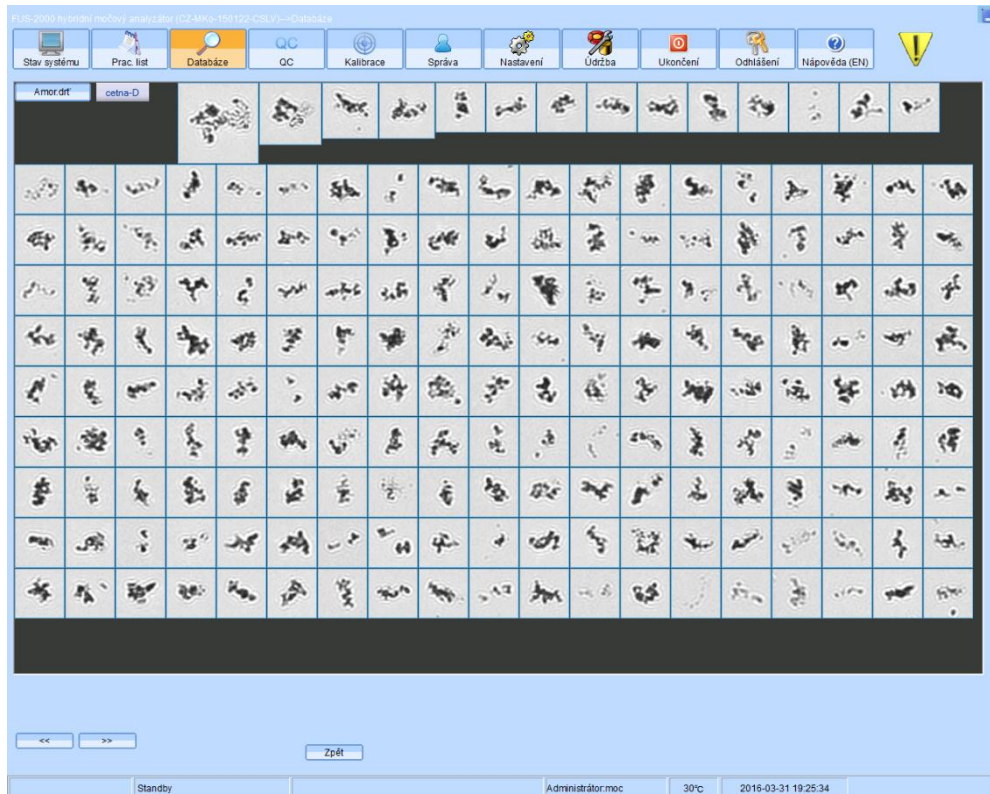 FUS-2000 hybridní močový analyzátor (CZ-MKo-150122-CSLV)-->Databáze
Stav systému
Prac. list
Databáze
QC
QC
Kalibrace
Správa
Nastavení
Údržba
Ukončení
Odhlášení
Nápověda (EN)
Amor.drť
cetna-D
<<
>>
Zpět
Standby
Administrátor.moc
30°C
2016-03-31 19:25:34